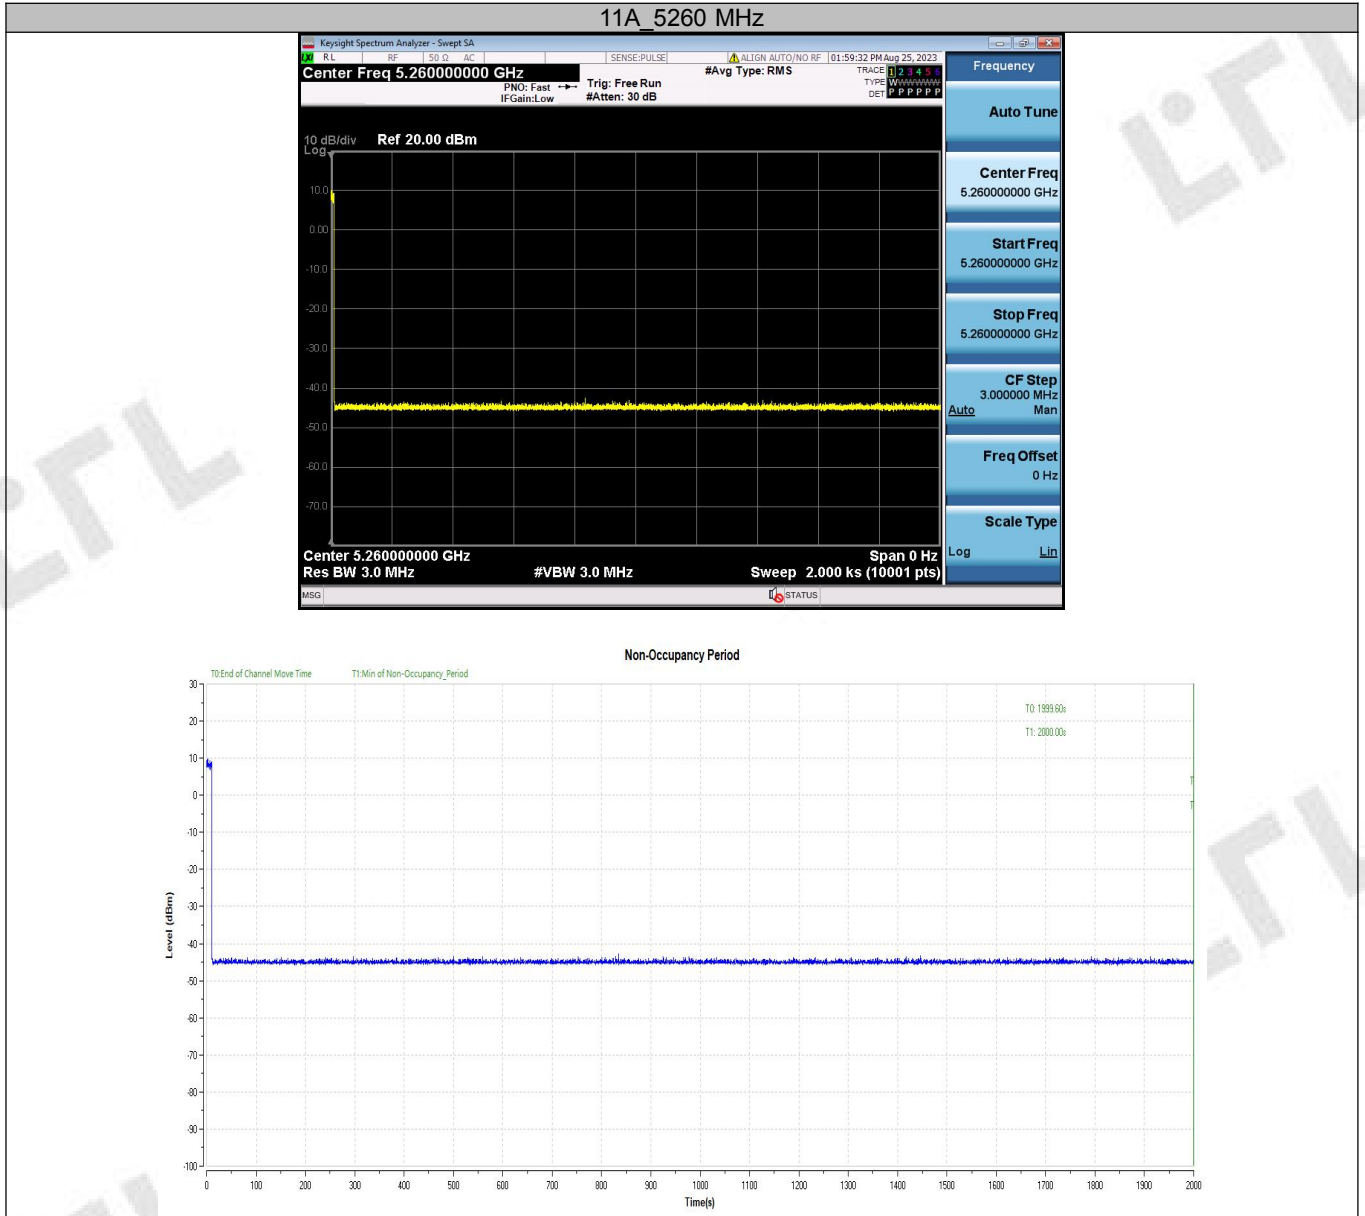 11A_5260 MHz
Keysight Spectrum Analyzer - Swept SA
LXI RL RF 50 Ω AC SENSE:PULSE ALIGN AUTO/NO RF 01:59:32 PM Aug 25, 2023
Center Freq 5.260000000 GHz
#Avg Type: RMS
TRACE 1 2 3 4 5 6
PNO: Fast
Trig: Free Run
TYPE WWWWWW
IFGain:Low
#Atten: 30 dB
DET P P P P P P
10 dB/div Ref 20.00 dBm
Log
10.0
0.00
-10.0
-20.0
-30.0
-40.0
-50.0
-60.0
-70.0
Center 5.260000000 GHz Span 0 Hz
Res BW 3.0 MHz #VBW 3.0 MHz Sweep 2.000 ks (10001 pts)
MSG STATUS
Frequency
Auto Tune
Center Freq
5.260000000 GHz
Start Freq
5.260000000 GHz
Stop Freq
5.260000000 GHz
CF Step
3.000000 MHz
Auto Man
Freq Offset
0 Hz
Scale Type
Log Lin
Non-Occupancy Period
T0:End of Channel Move Time T1:Min of Non-Occupancy_Period
T0: 1999.60s
T1: 2000.00s
T
T
Level (dBm)
30
20
10
0
-10
-20
-30
-40
-50
-60
-70
-80
-90
-100
0 100 200 300 400 500 600 700 800 900 1000 1100 1200 1300 1400 1500 1600 1700 1800 1900 2000
Time(s)